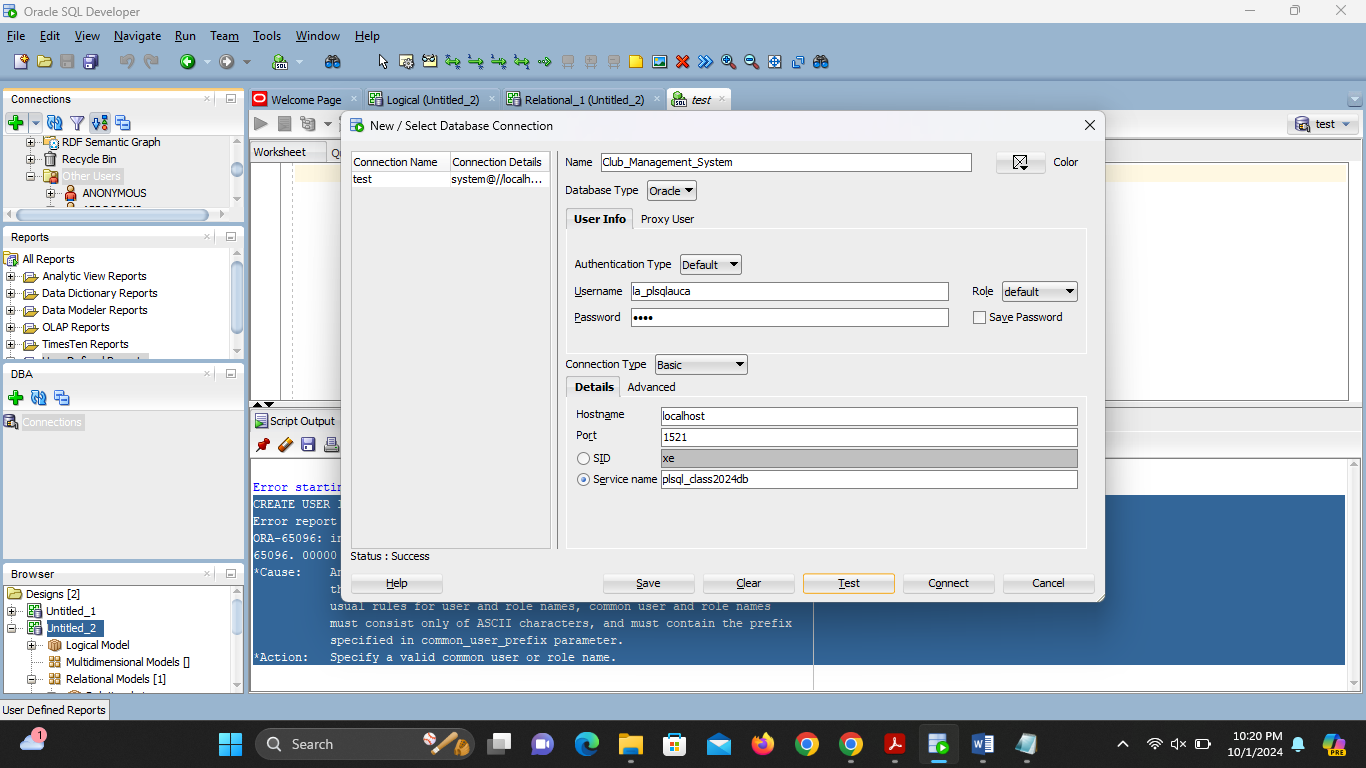 Oracle SQL Developer
File Edit View Navigate Run Team Tools Window Help
Connections
RDF Semantic Graph
Recycle Bin
Other Users
ANONYMOUS
Reports
All Reports
Analytic View Reports
Data Dictionary Reports
Data Modeler Reports
OLAP Reports
TimesTen Reports
DBA
Connections
Browser
Designs [2]
Untitled_1
Untitled_2
Logical Model
Multidimensional Models []
Relational Models [1]
User Defined Reports
Welcome Page
Logical (Untitled_2)
Relational_1 (Untitled_2)
test
test
Worksheet
New / Select Database Connection
Connection Name Connection Details
test system@//localh...
Name Club_Management_System Color
Database Type Oracle
User Info Proxy User
Authentication Type Default
Username la_plsqlauca Role default
Password •••• Save Password
Connection Type Basic
Details Advanced
Hostname localhost
Port 1521
SID xe
Service name plsql_class2024db
Status : Success
Help Save Clear Test Connect Cancel
Script Output
Error startin
CREATE USER
Error report
ORA-65096: in
65096. 00000
*Cause: An
th
usual rules for user and role names, common user and role names
must consist only of ASCII characters, and must contain the prefix
specified in common_user_prefix parameter.
*Action: Specify a valid common user or role name.
1
Search
10:20 PM
10/1/2024
PRE